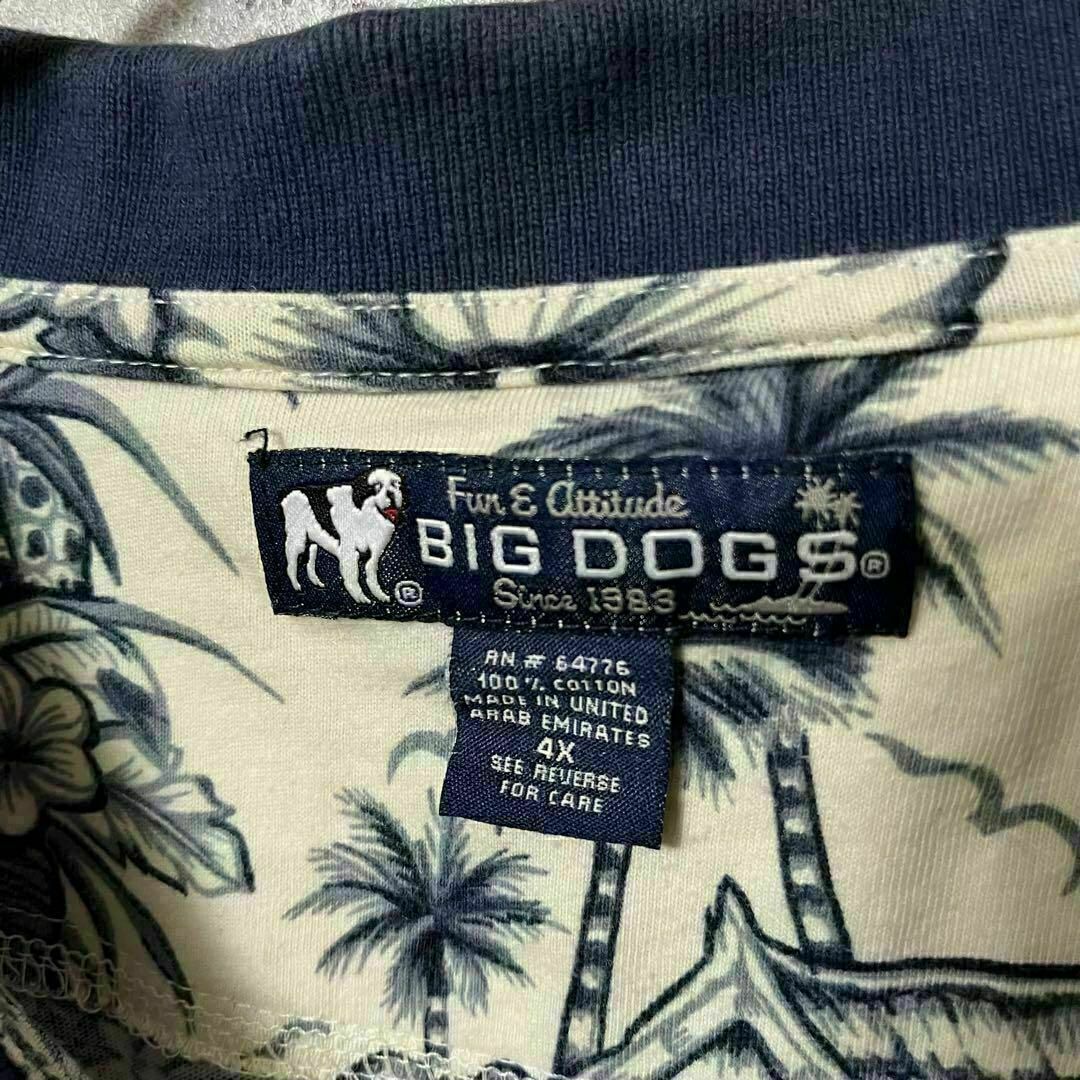 Fun & Attitude
BIG DOGS®
®
Since 1983
RN # 64776
100% COTTON
MADE IN UNITED
ARAB EMIRATES
4X
SEE REVERSE
FOR CARE